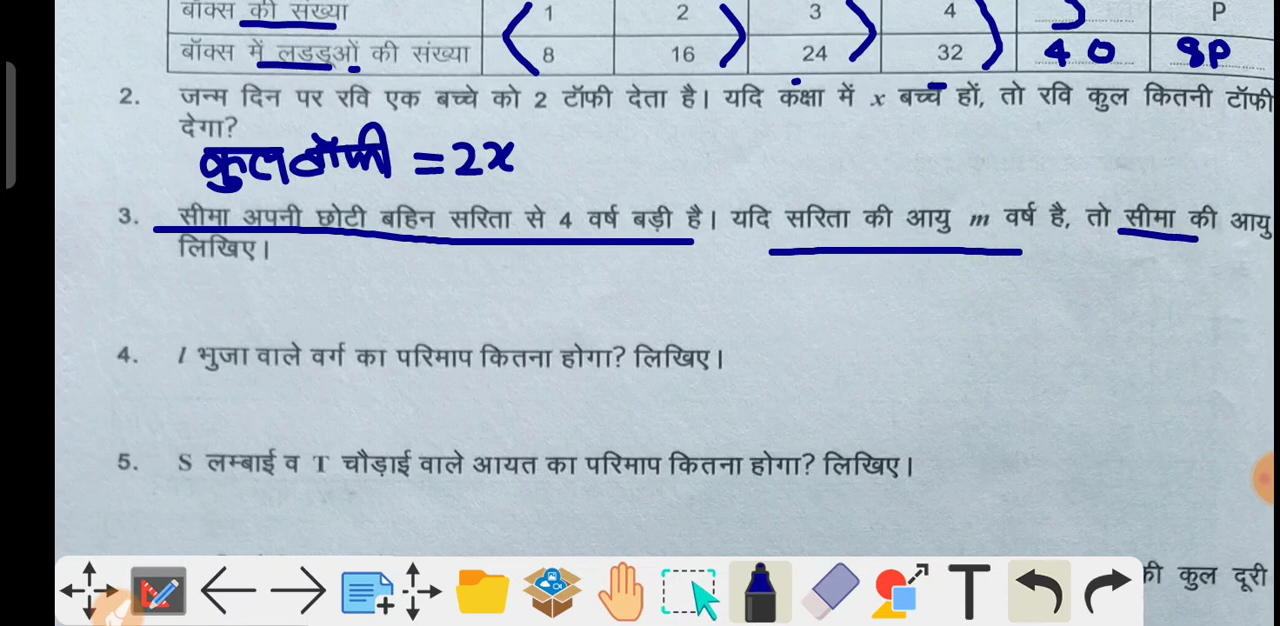 बॉक्स की संख्या 1 2 3 4 P
बॉक्स में लड्डूओं की संख्या 8 16 24 32 40 8P
2. जन्म दिन पर रवि एक बच्चे को 2 टॉफी देता है। यदि कक्षा में x बच्चे हों, तो रवि कुल कितनी टॉफी
देगा?
कुल टॉफी = 2x
3. सीमा अपनी छोटी बहिन सरिता से 4 वर्ष बड़ी है। यदि सरिता की आयु m वर्ष है, तो सीमा की आयु
लिखिए।
4. l भुजा वाले वर्ग का परिमाप कितना होगा? लिखिए।
5. S लम्बाई व T चौड़ाई वाले आयत का परिमाप कितना होगा? लिखिए।
की कुल दूरी
T